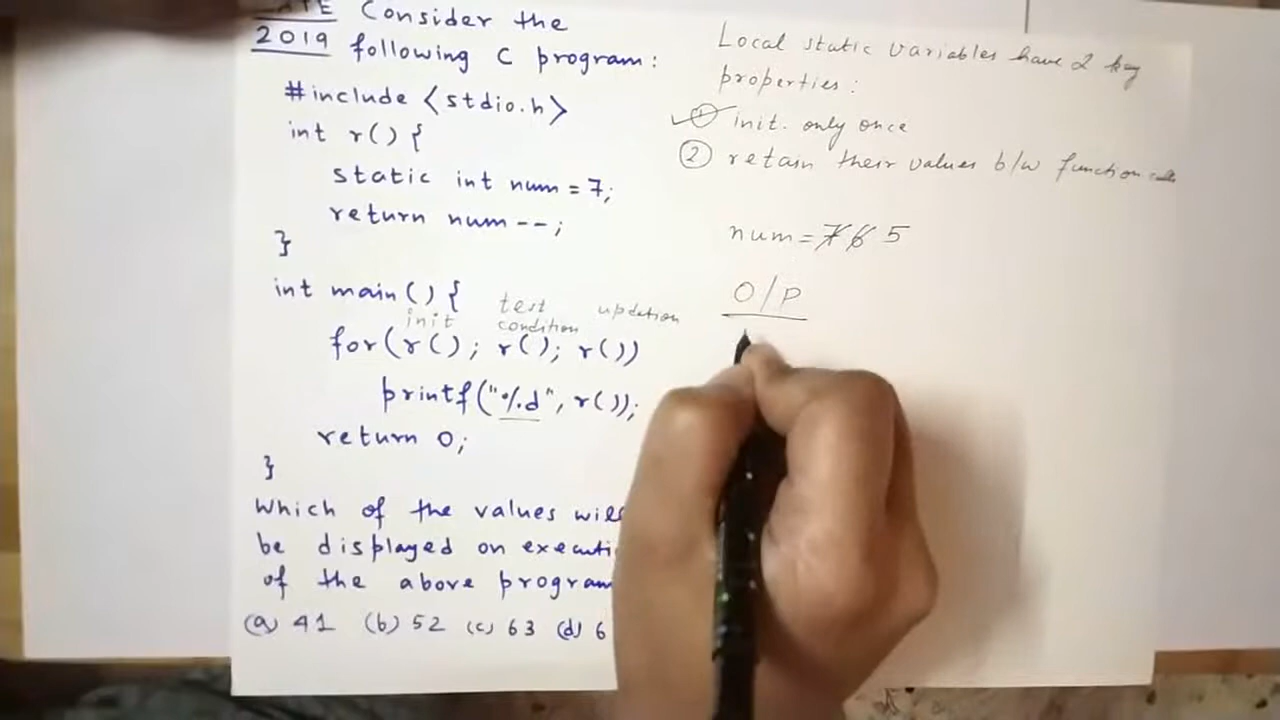 Consider the
2019 following C program:
#include <stdio.h>
int r() {
static int num = 7;
return num --;
}
int main() {
init test condition updation
for(r(); r(); r())
printf("%d", r());
return 0;
}
Which of the values will
be displayed on executi
of the above program
(a) 41 (b) 52 (c) 63 (d) 6
Local static variables have 2 key
properties:
① init. only once
② retain their values b/w function
num = 7 6 5
O/P